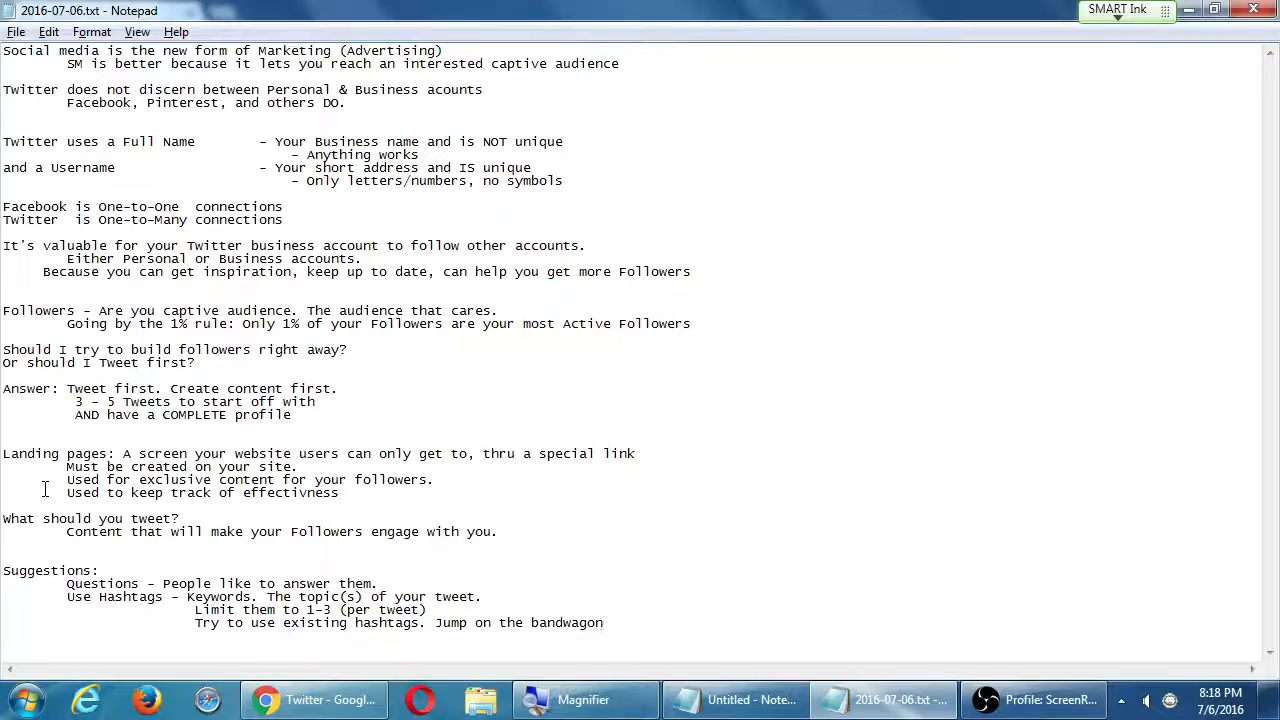 2016-07-06.txt - Notepad
SMART Ink
File Edit Format View Help
Social media is the new form of Marketing (Advertising)
SM is better because it lets you reach an interested captive audience
Twitter does not discern between Personal & Business acounts
Facebook, Pinterest, and others DO.
Twitter uses a Full Name - Your Business name and is NOT unique
- Anything works
and a Username - Your short address and IS unique
- Only letters/numbers, no symbols
Facebook is One-to-One connections
Twitter is One-to-Many connections
It's valuable for your Twitter business account to follow other accounts.
Either Personal or Business accounts.
Because you can get inspiration, keep up to date, can help you get more Followers
Followers - Are you captive audience. The audience that cares.
Going by the 1% rule: Only 1% of your Followers are your most Active Followers
Should I try to build followers right away?
Or should I Tweet first?
Answer: Tweet first. Create content first.
3 - 5 Tweets to start off with
AND have a COMPLETE profile
Landing pages: A screen your website users can only get to, thru a special link
Must be created on your site.
Used for exclusive content for your followers.
Used to keep track of effectivness
What should you tweet?
Content that will make your Followers engage with you.
Suggestions:
Questions - People like to answer them.
Use Hashtags - Keywords. The topic(s) of your tweet.
Limit them to 1-3 (per tweet)
Try to use existing hashtags. Jump on the bandwagon
Twitter - Googl... Magnifier Untitled - Note... 2016-07-06.txt -... Profile: ScreenR...
8:18 PM
7/6/2016